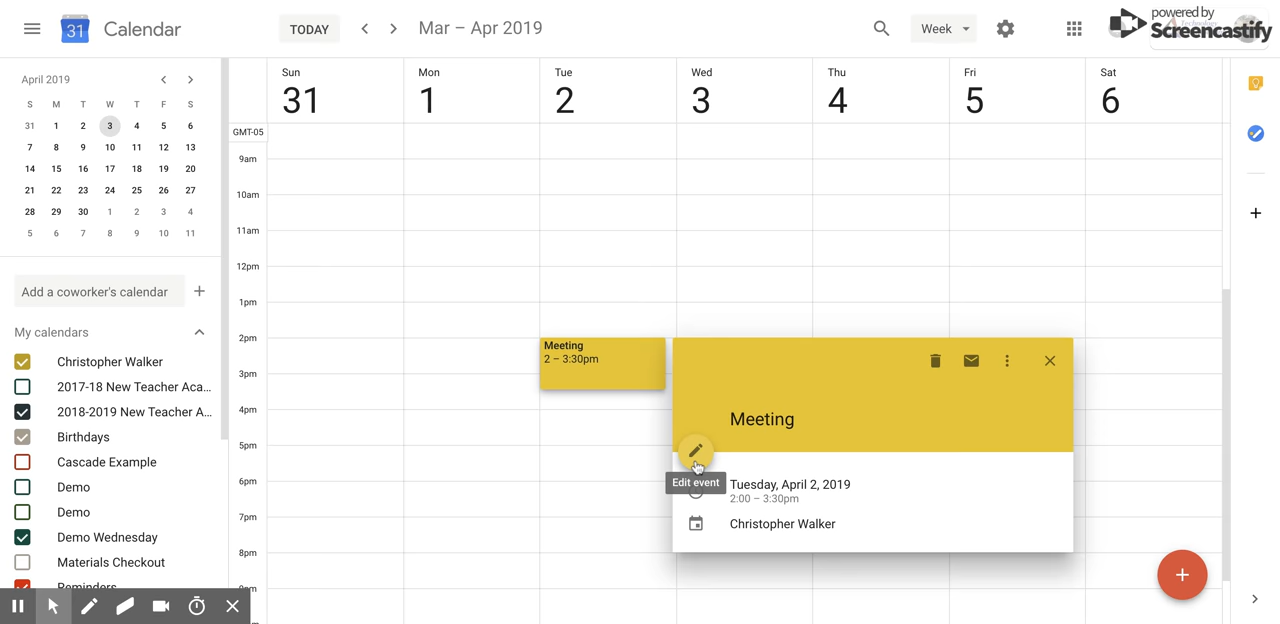 31 Calendar TODAY Mar – Apr 2019 Week
powered by
Screencastify
April 2019
S M T W T F S
31 1 2 3 4 5 6
7 8 9 10 11 12 13
14 15 16 17 18 19 20
21 22 23 24 25 26 27
28 29 30 1 2 3 4
5 6 7 8 9 10 11
Add a coworker's calendar
My calendars
Christopher Walker
2017-18 New Teacher Aca...
2018-2019 New Teacher A...
Birthdays
Cascade Example
Demo
Demo
Demo Wednesday
Materials Checkout
Reminders
Sun Mon Tue Wed Thu Fri Sat
31 1 2 3 4 5 6
GMT-05
9am
10am
11am
12pm
1pm
2pm
3pm
4pm
5pm
6pm
7pm
8pm
9pm
Meeting
2 – 3:30pm
Meeting
Edit event
Tuesday, April 2, 2019
2:00 – 3:30pm
Christopher Walker